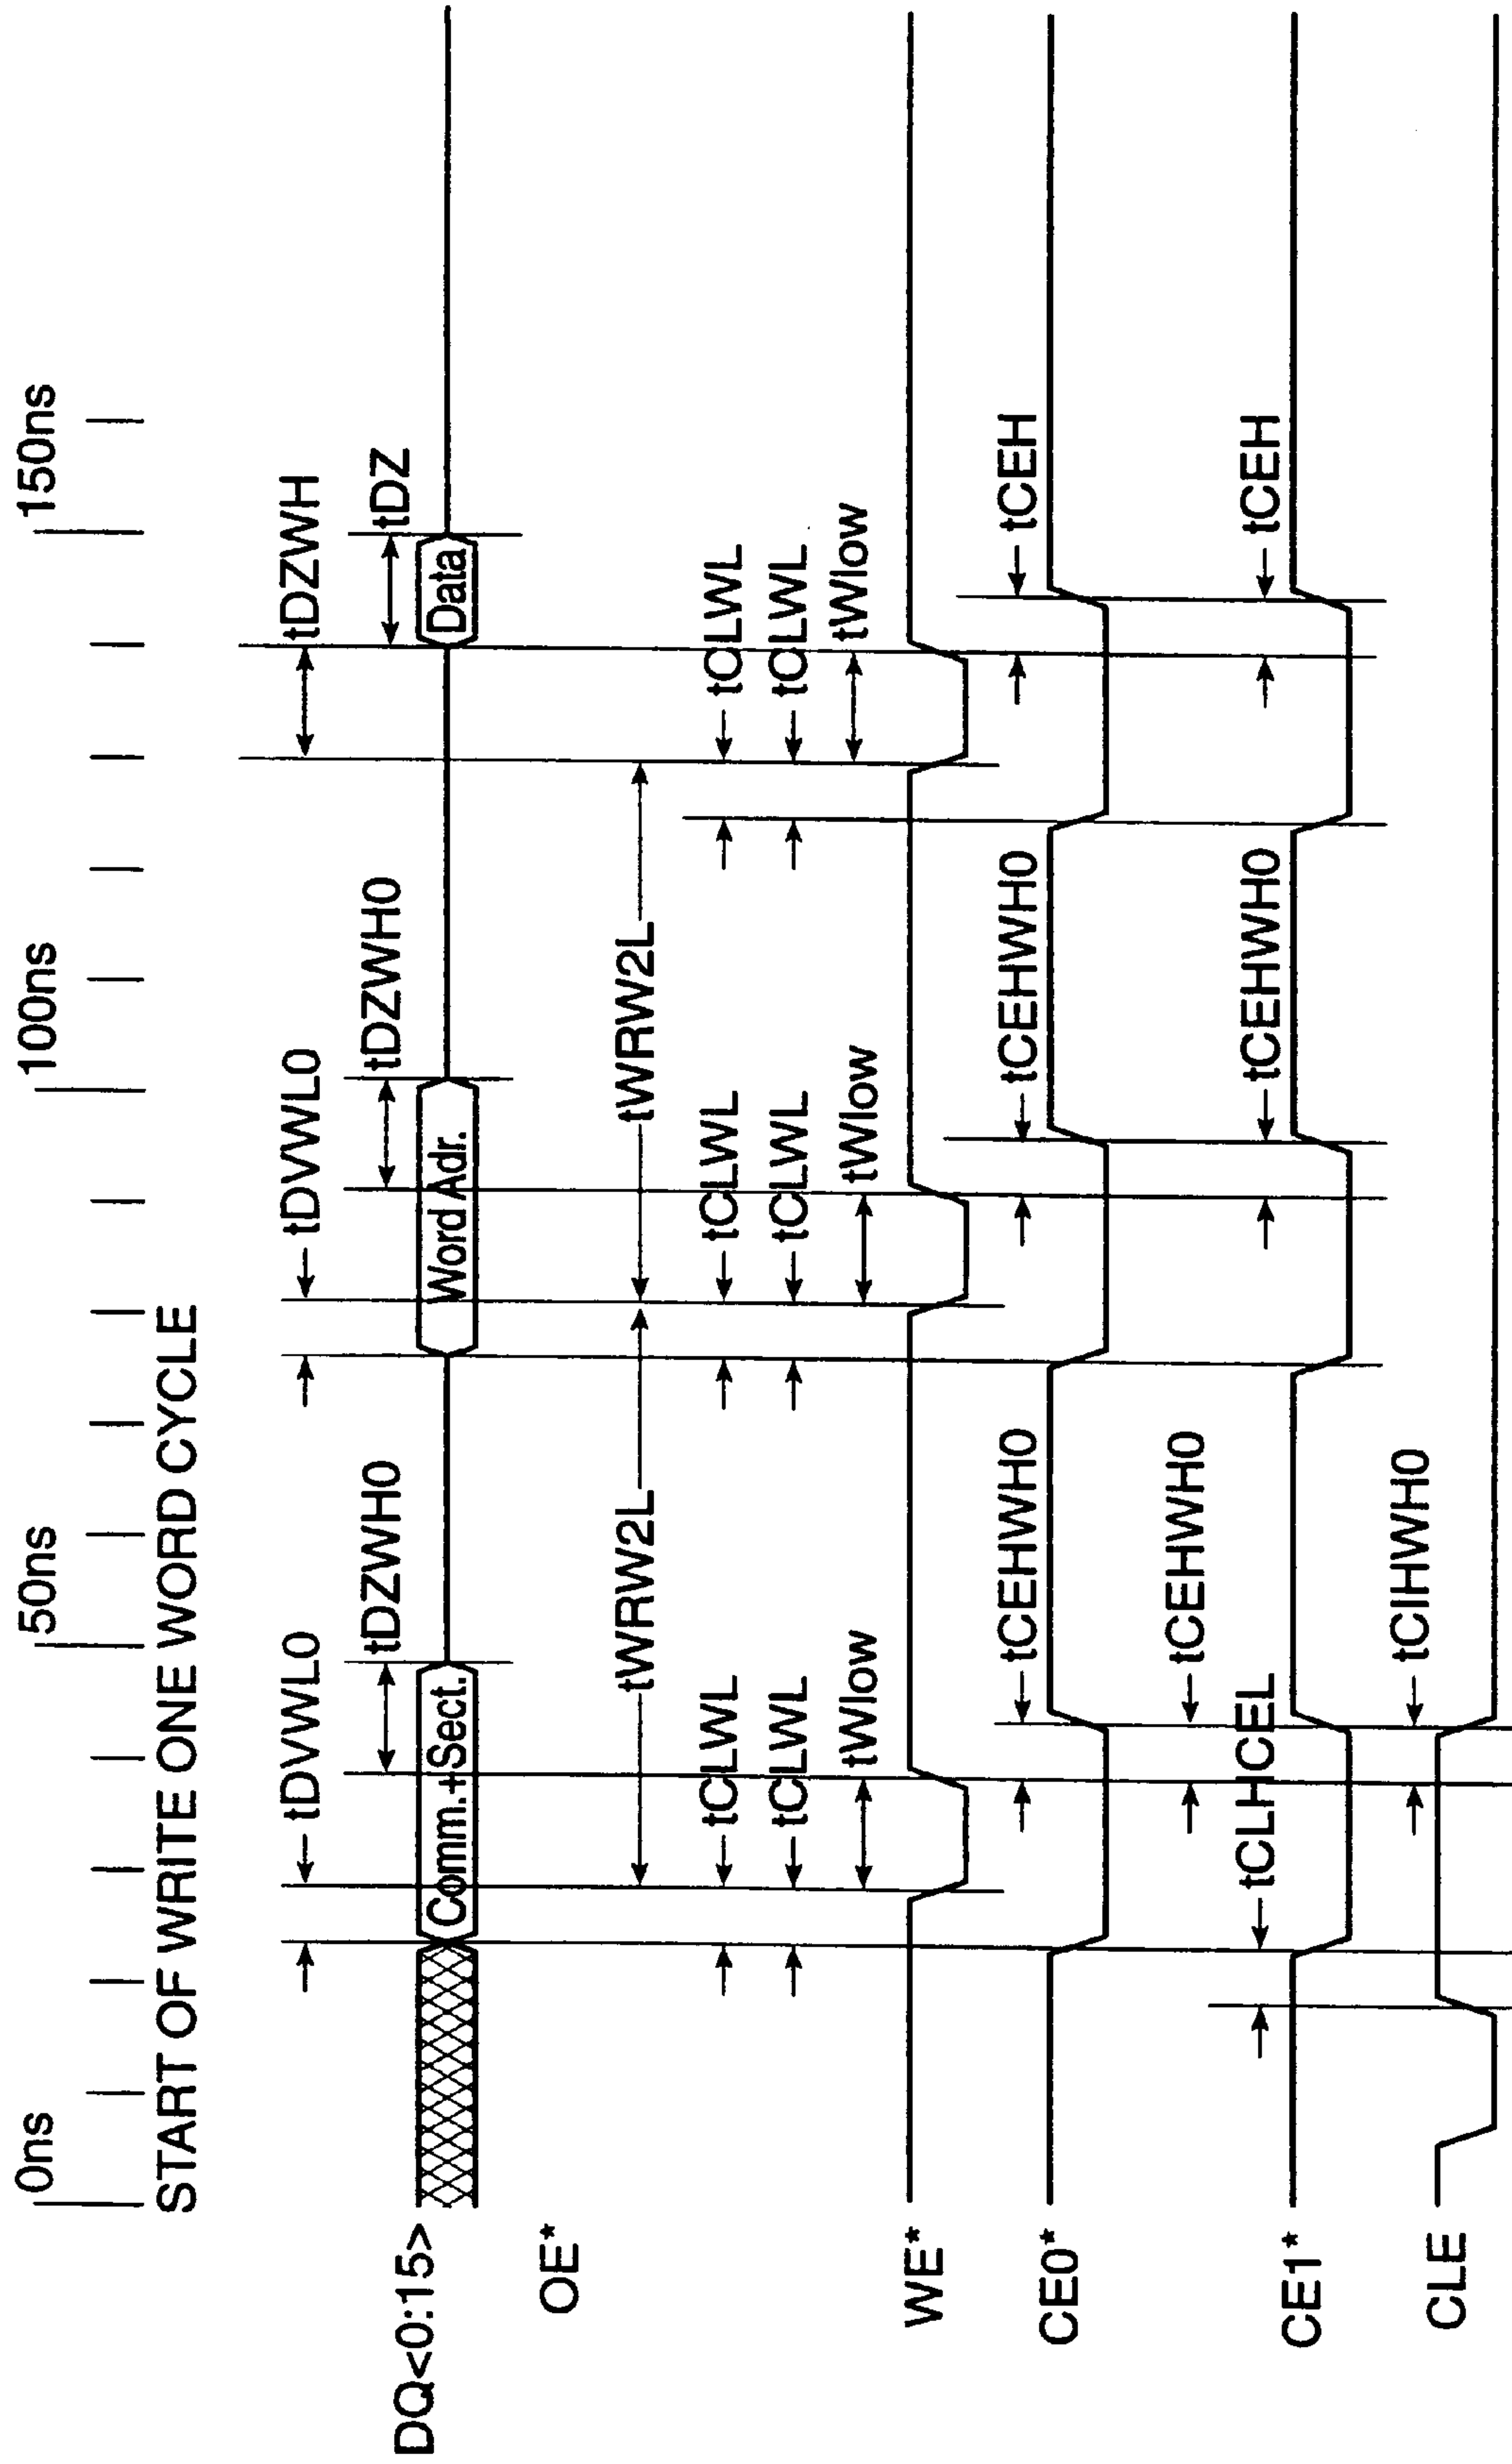 0ns 50ns 100ns 150ns
START OF WRITE ONE WORD CYCLE
tDVWL0 tDVWL0 tDZWH
tDZWH0 tDZWH0 tDZ
DQ<0:15> Comm.+Sect. Word Adr. Data
OE*
tWRW2L tWRW2L
tCLWL tCLWL tCLWL
tCLWL tCLWL tCLWL
tWlow tWlow tWlow
WE*
tCEHWH0 tCEHWH0 tCEH
CE0*
tCEHWH0
tCLHCEL tCEHWH0 tCEH
CE1*
tCIHWH0
CLE